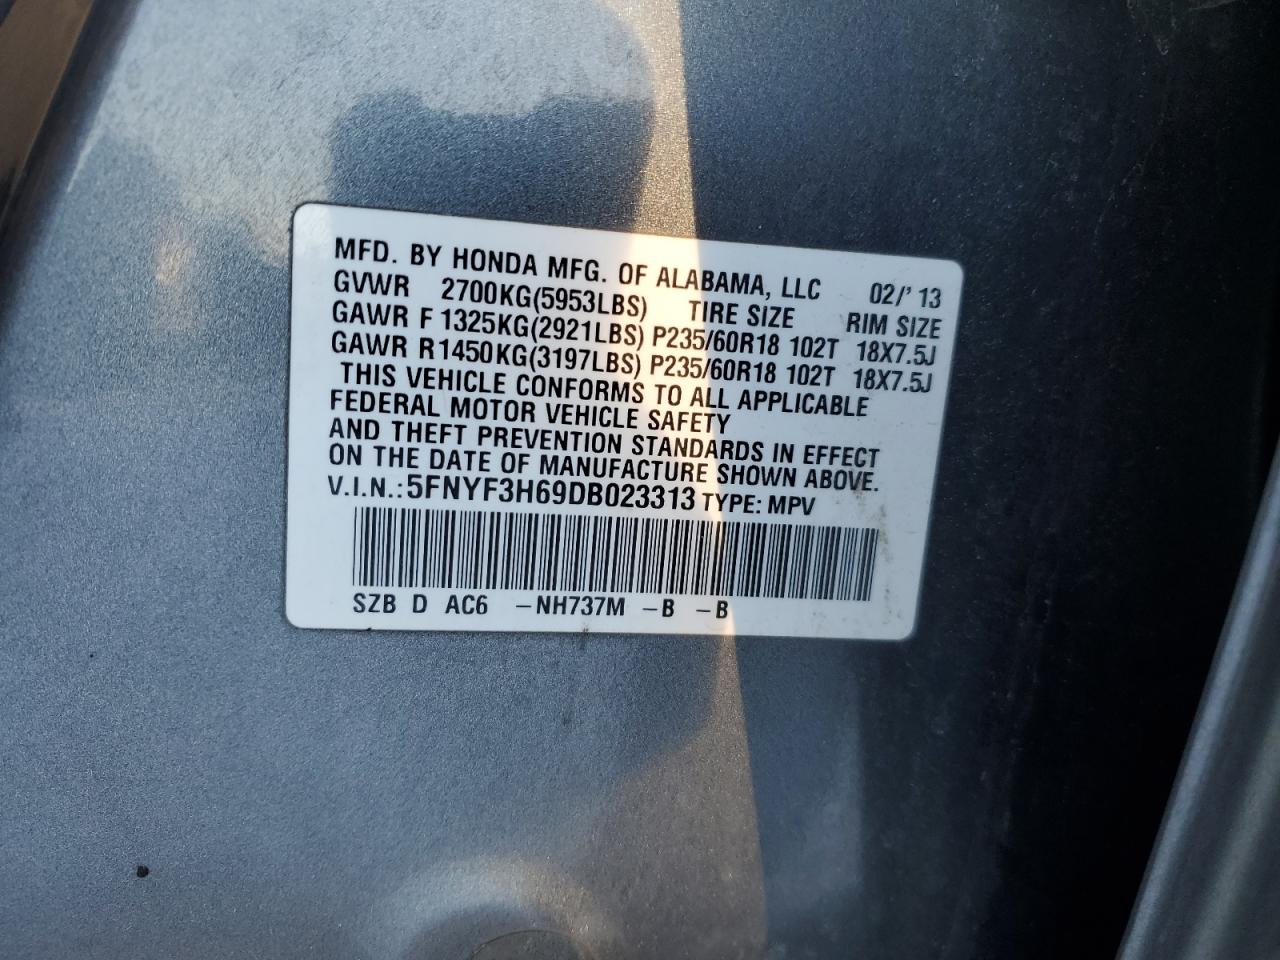 MFD. BY HONDA MFG. OF ALABAMA, LLC 02/'13
GVWR 2700KG(5953LBS) TIRE SIZE RIM SIZE
GAWR F 1325KG(2921LBS) P235/60R18 102T 18X7.5J
GAWR R1450KG(3197LBS) P235/60R18 102T 18X7.5J
THIS VEHICLE CONFORMS TO ALL APPLICABLE
FEDERAL MOTOR VEHICLE SAFETY
AND THEFT PREVENTION STANDARDS IN EFFECT
ON THE DATE OF MANUFACTURE SHOWN ABOVE.
V.I.N.: 5FNYF3H69DB023313 TYPE: MPV
SZB D AC6 –NH737M –B –B